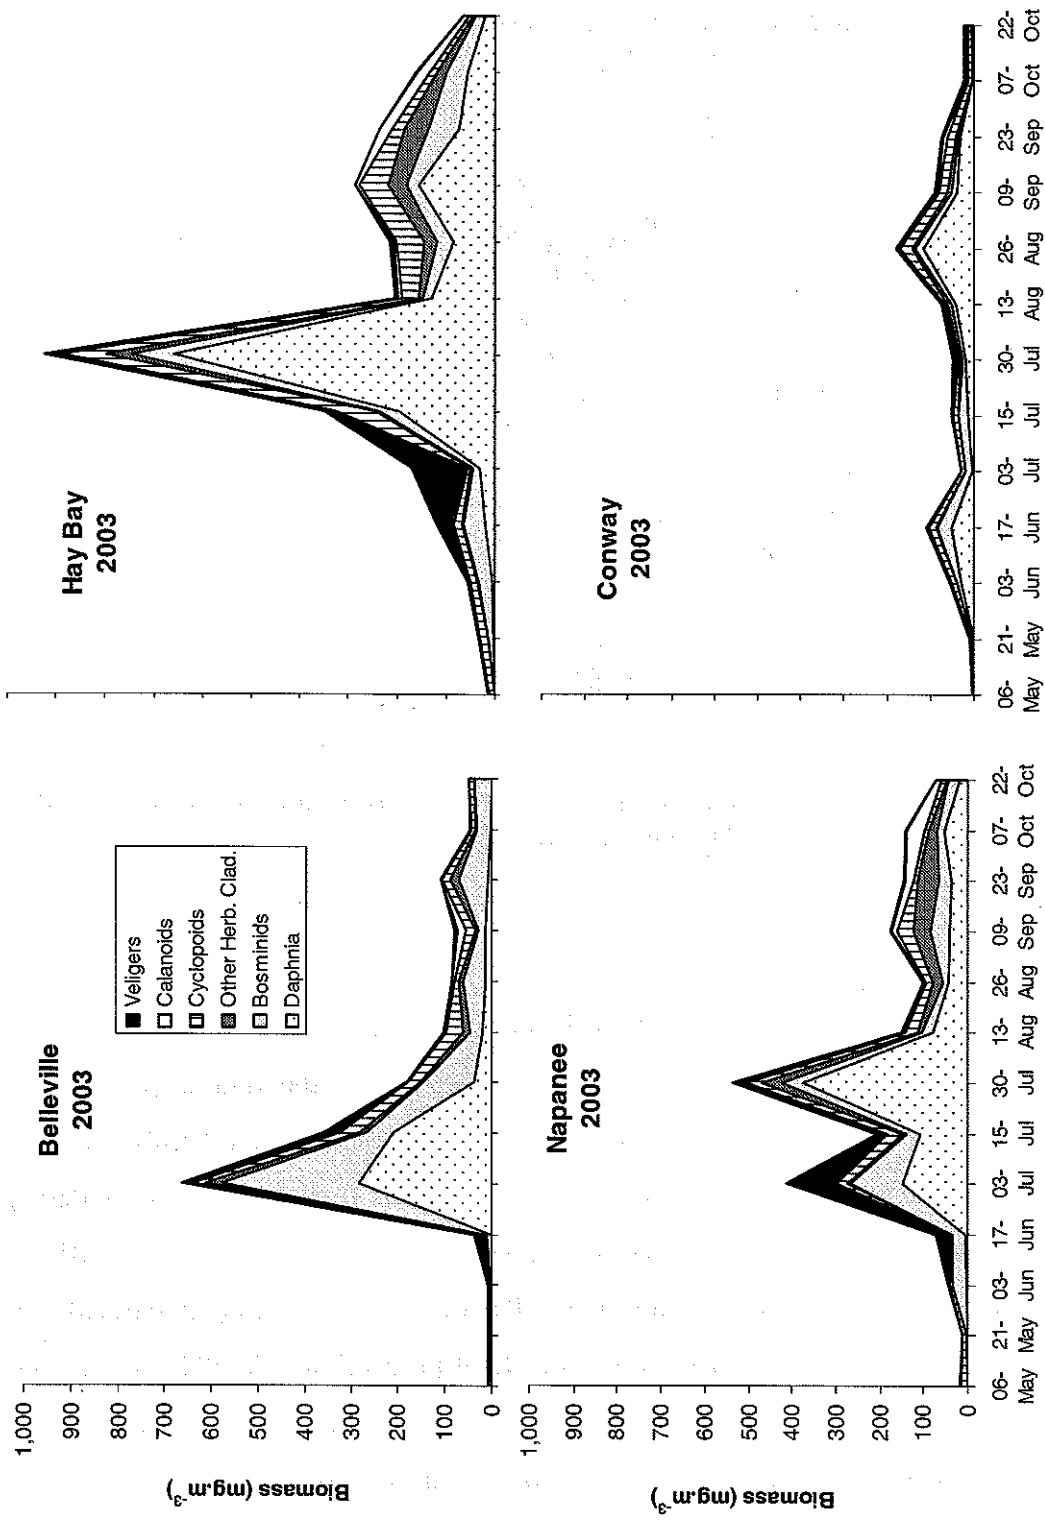 Belleville
2003
1,000
900
800
700
600
500
400
300
200
100
0
Biomass (mg.m-3)
Veligers
Calanoids
Cyclopoids
Other Herb. Clad.
Bosminids
Daphnia
Hay Bay
2003
Napanee
2003
1,000
900
800
700
600
500
400
300
200
100
0
Biomass (mg.m-3)
06- 21- 03- 17- 03- 15- 30- 13- 26- 09- 23- 07- 22-
May May Jun Jun Jul Jul Jul Aug Aug Sep Sep Oct Oct
Conway
2003
06- 21- 03- 17- 03- 15- 30- 13- 26- 09- 23- 07- 22-
May May Jun Jun Jul Jul Jul Aug Aug Sep Sep Oct Oct